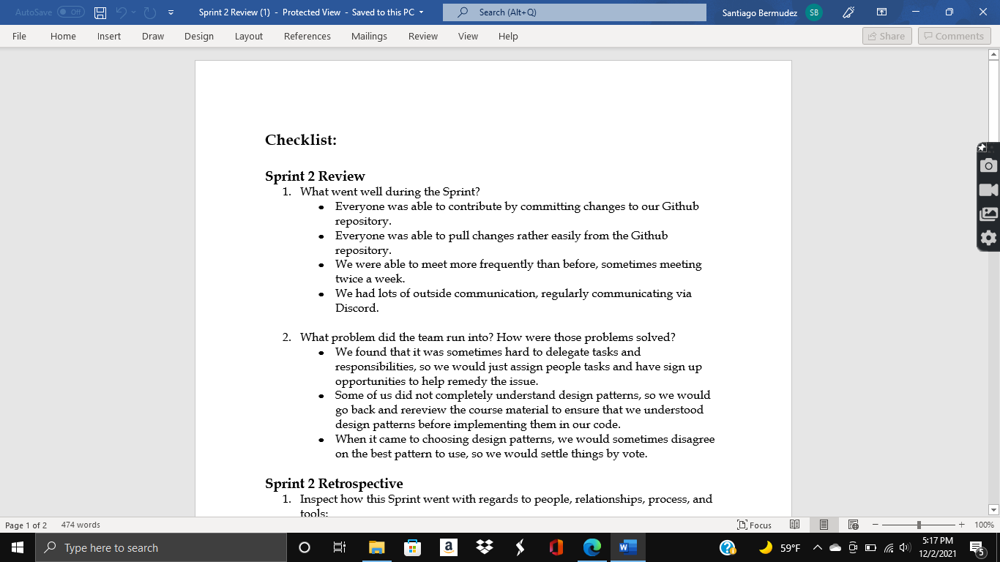 AutoSave Off Sprint 2 Review (1) - Protected View - Saved to this PC Search (Alt+Q) Santiago Bermudez SB
File Home Insert Draw Design Layout References Mailings Review View Help Share Comments
Checklist:
Sprint 2 Review
1. What went well during the Sprint?
• Everyone was able to contribute by committing changes to our Github
repository.
• Everyone was able to pull changes rather easily from the Github
repository.
• We were able to meet more frequently than before, sometimes meeting
twice a week.
• We had lots of outside communication, regularly communicating via
Discord.
2. What problem did the team run into? How were those problems solved?
• We found that it was sometimes hard to delegate tasks and
responsibilities, so we would just assign people tasks and have sign up
opportunities to help remedy the issue.
• Some of us did not completely understand design patterns, so we would
go back and rereview the course material to ensure that we understood
design patterns before implementing them in our code.
• When it came to choosing design patterns, we would sometimes disagree
on the best pattern to use, so we would settle things by vote.
Sprint 2 Retrospective
1. Inspect how this Sprint went with regards to people, relationships, process, and
tools:
Page 1 of 2 474 words Focus 100%
Type here to search 59°F 5:17 PM
12/2/2021 5